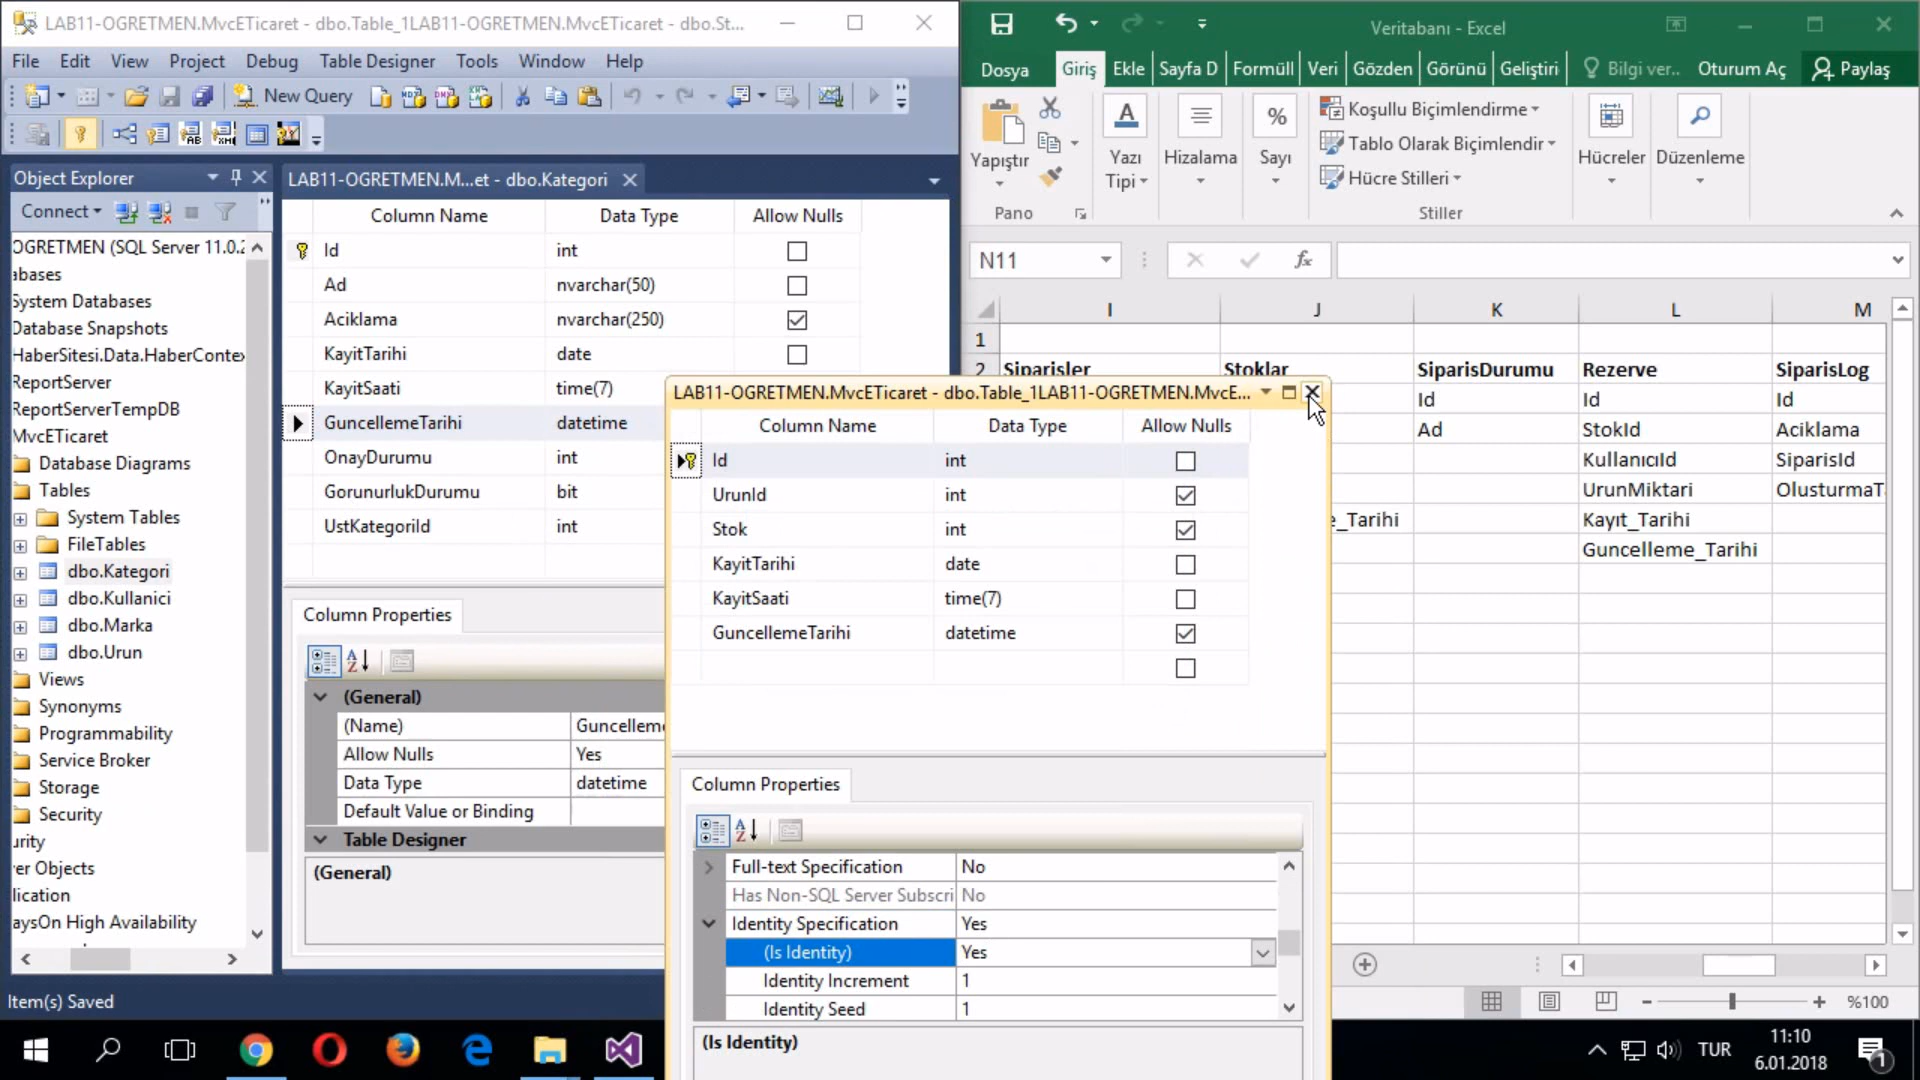 LAB11-OGRETMEN.MvcETicaret - dbo.Table_1LAB11-OGRETMEN.MvcETicaret - dbo.St...
File Edit View Project Debug Table Designer Tools Window Help
New Query
Object Explorer
Connect
OGRETMEN (SQL Server 11.0.2
abases
System Databases
Database Snapshots
HaberSitesi.Data.HaberContex
ReportServer
ReportServerTempDB
MvcETicaret
Database Diagrams
Tables
System Tables
FileTables
dbo.Kategori
dbo.Kullanici
dbo.Marka
dbo.Urun
Views
Synonyms
Programmability
Service Broker
Storage
Security
urity
er Objects
lication
aysOn High Availability
Item(s) Saved
LAB11-OGRETMEN.M...et - dbo.Kategori
Column Name Data Type Allow Nulls
Id int
Ad nvarchar(50)
Aciklama nvarchar(250)
KayitTarihi date
KayitSaati time(7)
GuncellemeTarihi datetime
OnayDurumu int
GorunurlukDurumu bit
UstKategoriId int
Column Properties
(General)
(Name) Guncelleme
Allow Nulls Yes
Data Type datetime
Default Value or Binding
Table Designer
(General)
LAB11-OGRETMEN.MvcETicaret - dbo.Table_1LAB11-OGRETMEN.MvcE...
Column Name Data Type Allow Nulls
Id int
UrunId int
Stok int
KayitTarihi date
KayitSaati time(7)
GuncellemeTarihi datetime
Column Properties
Full-text Specification No
Has Non-SQL Server Subscri No
Identity Specification Yes
(Is Identity) Yes
Identity Increment 1
Identity Seed 1
(Is Identity)
Veritabanı - Excel
Dosya Giriş Ekle Sayfa D Formüll Veri Gözden Görünü Geliştiri Bilgi ver.. Oturum Aç Paylaş
Yapıştır
Pano
Yazı Tipi
Hizalama
%
Sayı
Koşullu Biçimlendirme
Tablo Olarak Biçimlendir
Hücre Stilleri
Stiller
Hücreler
Düzenleme
N11 fx
I J K L M
1
2 Siparisler Stoklar SiparisDurumu Rezerve SiparisLog
Id Id Id
Ad StokId Aciklama
KullanıcıId SiparisId
UrunMiktari OlusturmaT
e_Tarihi Kayıt_Tarihi
Guncelleme_Tarihi
%100
TUR
11:10
6.01.2018
1